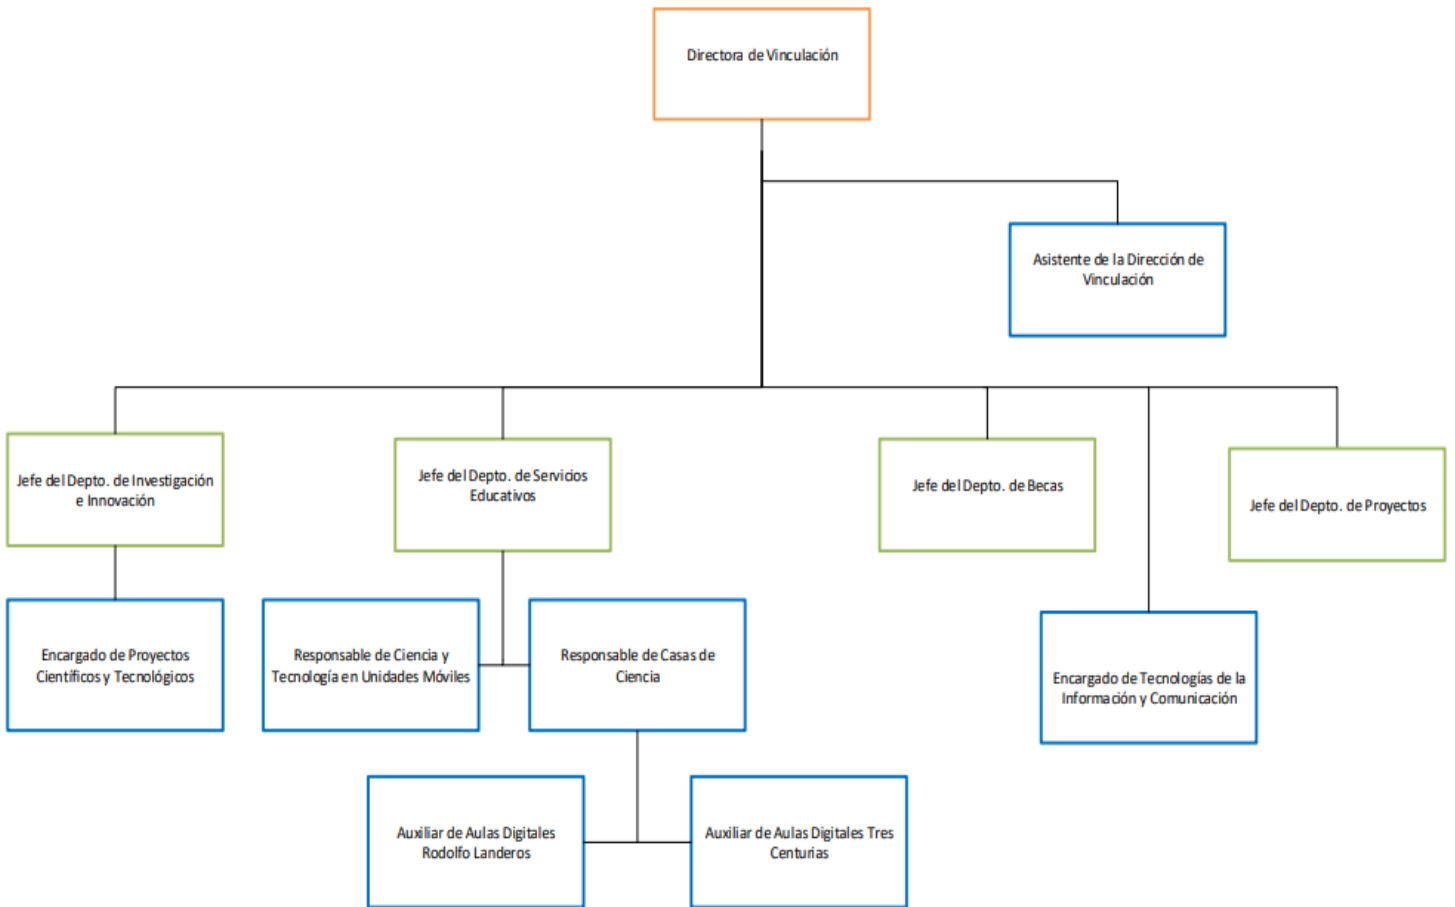 Directora de Vinculación
Asistente de la Dirección de
Vinculación
Jefe del Depto. de Investigación
e Innovación
Jefe del Depto. de Servicios
Educativos
Jefe del Depto. de Becas
Jefe del Depto. de Proyectos
Encargado de Proyectos
Científicos y Tecnológicos
Responsable de Ciencia y
Tecnología en Unidades Móviles
Responsable de Casas de
Ciencia
Encargado de Tecnologías de la
Información y Comunicación
Auxiliar de Aulas Digitales
Rodolfo Landeros
Auxiliar de Aulas Digitales Tres
Centurias